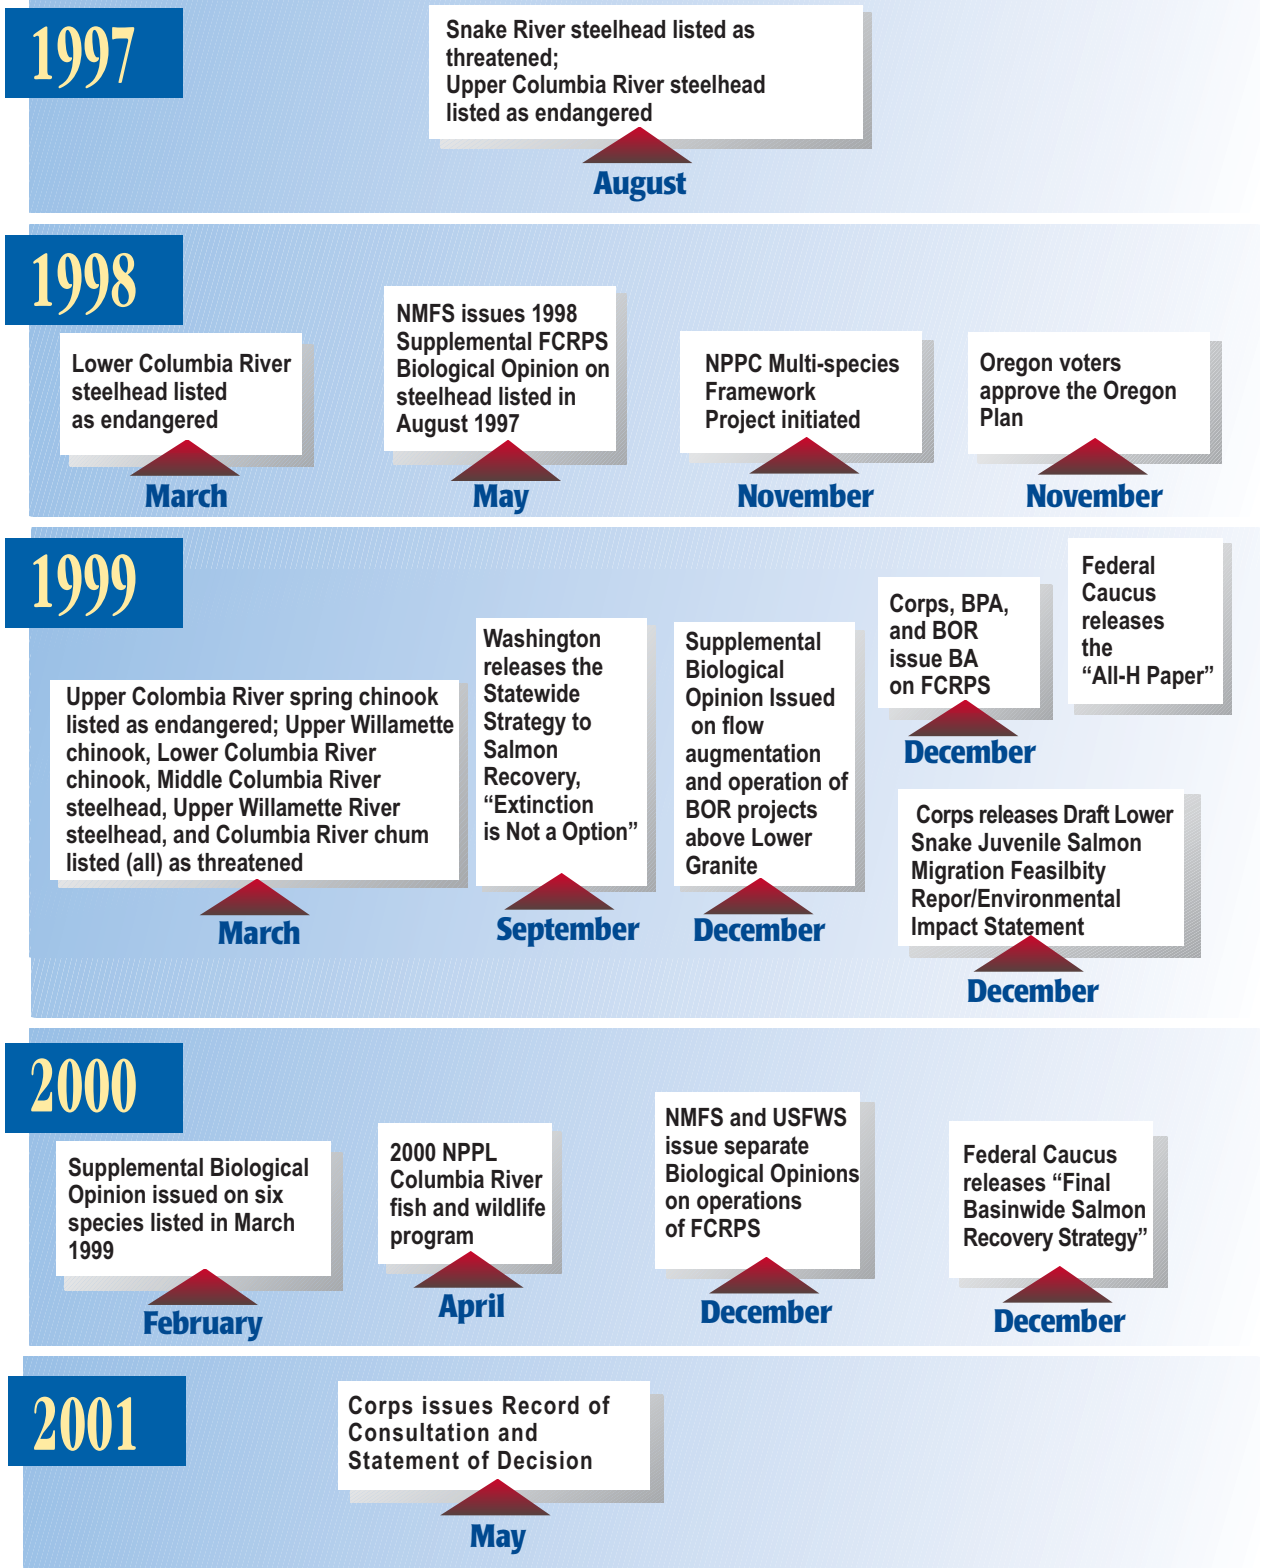 1997
Snake River steelhead listed as
threatened;
Upper Columbia River steelhead
listed as endangered
August
1998
Lower Columbia River
steelhead listed
as endangered
March
NMFS issues 1998
Supplemental FCRPS
Biological Opinion on
steelhead listed in
August 1997
May
NPPC Multi-species
Framework
Project initiated
November
Oregon voters
approve the Oregon
Plan
November
1999
Upper Colombia River spring chinook
listed as endangered; Upper Willamette
chinook, Lower Columbia River
chinook, Middle Columbia River
steelhead, Upper Willamette River
steelhead, and Columbia River chum
listed (all) as threatened
March
Washington
releases the
Statewide
Strategy to
Salmon
Recovery,
“Extinction
is Not a Option”
September
Supplemental
Biological
Opinion Issued
on flow
augmentation
and operation of
BOR projects
above Lower
Granite
December
Corps, BPA,
and BOR
issue BA
on FCRPS
December
Federal
Caucus
releases
the
“All-H Paper”
Corps releases Draft Lower
Snake Juvenile Salmon
Migration Feasilbity
Repor/Environmental
Impact Statement
December
2000
Supplemental Biological
Opinion issued on six
species listed in March
1999
February
2000 NPPL
Columbia River
fish and wildlife
program
April
NMFS and USFWS
issue separate
Biological Opinions
on operations
of FCRPS
December
Federal Caucus
releases “Final
Basinwide Salmon
Recovery Strategy”
December
2001
Corps issues Record of
Consultation and
Statement of Decision
May